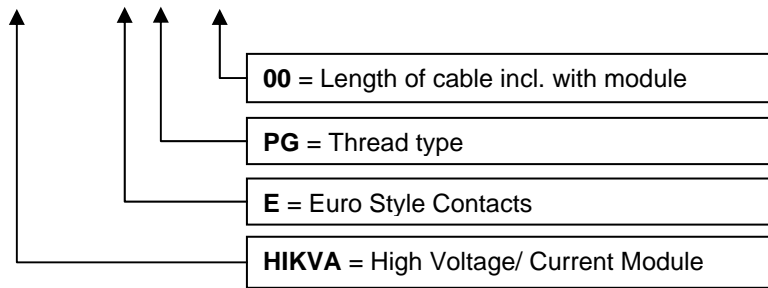 00 = Length of cable incl. with module
PG = Thread type
E = Euro Style Contacts
HIKVA = High Voltage/ Current Module